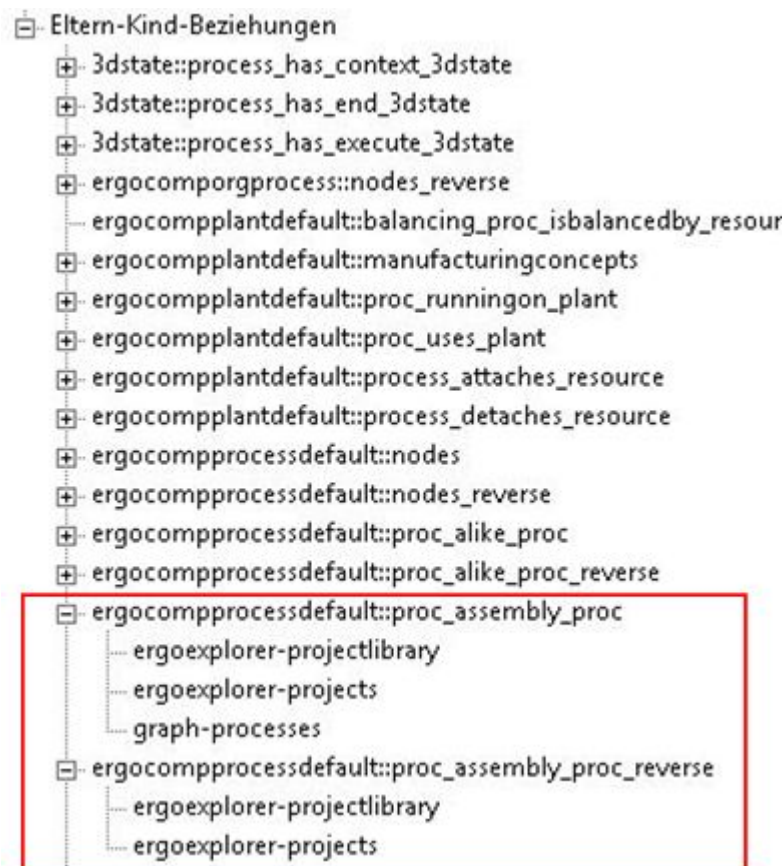 Eltern-Kind-Beziehungen
3dstate::process_has_context_3dstate
3dstate::process_has_end_3dstate
3dstate::process_has_execute_3dstate
ergocomporgprocess::nodes_reverse
ergocompplantdefault::balancing_proc_isbalancedby_resour
ergocompplantdefault::manufacturingconcepts
ergocompplantdefault::proc_runningon_plant
ergocompplantdefault::proc_uses_plant
ergocompplantdefault::process_attaches_resource
ergocompplantdefault::process_detaches_resource
ergocompprocessdefault::nodes
ergocompprocessdefault::nodes_reverse
ergocompprocessdefault::proc_alike_proc
ergocompprocessdefault::proc_alike_proc_reverse
ergocompprocessdefault::proc_assembly_proc
ergoexplorer-projectlibrary
ergoexplorer-projects
graph-processes
ergocompprocessdefault::proc_assembly_proc_reverse
ergoexplorer-projectlibrary
ergoexplorer-projects